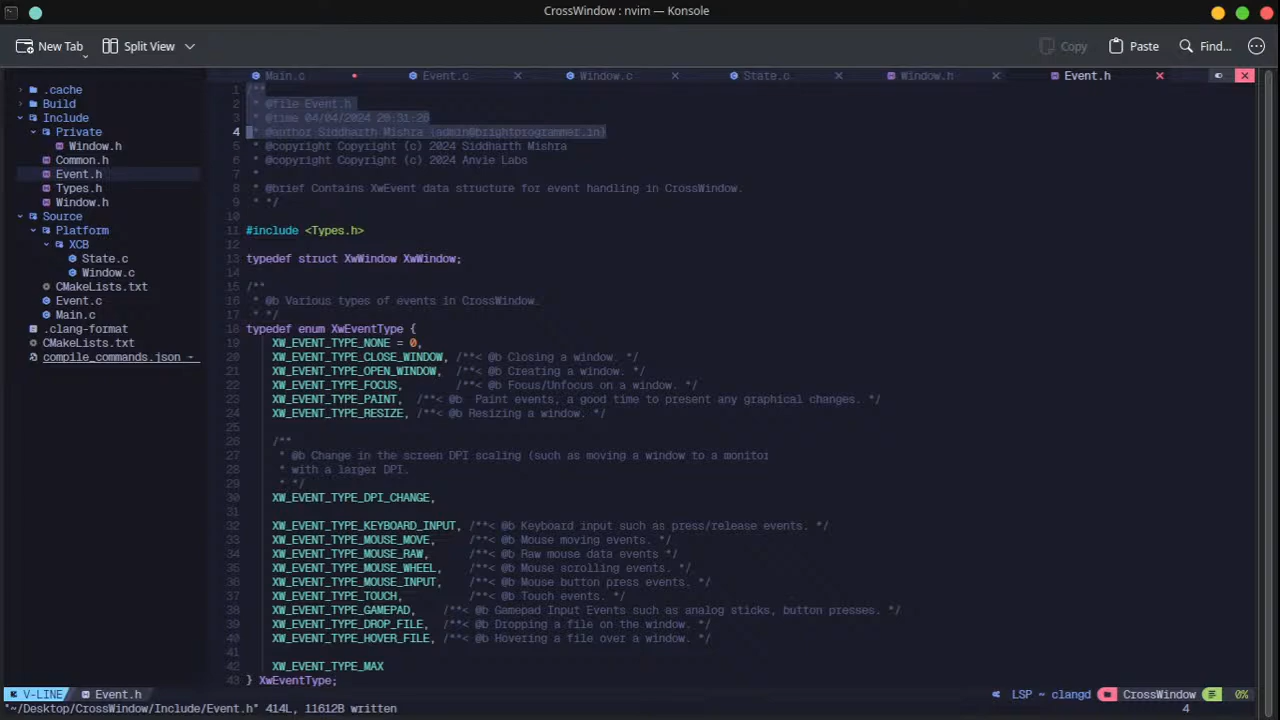 CrossWindow : nvim — Konsole
New Tab
Split View
Copy
Paste
Find...
Main.c
Event.c
Window.c
State.c
Window.h
Event.h
.cache
Build
Include
Private
Window.h
Common.h
Event.h
Types.h
Window.h
Source
Platform
XCB
State.c
Window.c
CMakeLists.txt
Event.c
Main.c
.clang-format
CMakeLists.txt
compile_commands.json
1 /**
2  * @file Event.h
3  * @time 04/04/2024 20:31:26
4  * @author Siddharth Mishra (admin@brightprogrammer.in)
5  * @copyright Copyright (c) 2024 Siddharth Mishra
6  * @copyright Copyright (c) 2024 Anvie Labs
7  *
8  * @brief Contains XwEvent data structure for event handling in CrossWindow.
9  * */
10
11 #include <Types.h>
12
13 typedef struct XwWindow XwWindow;
14
15 /**
16  * @b Various types of events in CrossWindow.
17  * */
18 typedef enum XwEventType {
19 XW_EVENT_TYPE_NONE = 0,
20 XW_EVENT_TYPE_CLOSE_WINDOW, /**< @b Closing a window. */
21 XW_EVENT_TYPE_OPEN_WINDOW, /**< @b Creating a window. */
22 XW_EVENT_TYPE_FOCUS, /**< @b Focus/Unfocus on a window. */
23 XW_EVENT_TYPE_PAINT, /**< @b  Paint events, a good time to present any graphical changes. */
24 XW_EVENT_TYPE_RESIZE, /**< @b Resizing a window. */
25
26 /**
27  * @b Change in the screen DPI scaling (such as moving a window to a monitor
28  * with a larger DPI.
29  * */
30 XW_EVENT_TYPE_DPI_CHANGE,
31
32 XW_EVENT_TYPE_KEYBOARD_INPUT, /**< @b Keyboard input such as press/release events. */
33 XW_EVENT_TYPE_MOUSE_MOVE, /**< @b Mouse moving events. */
34 XW_EVENT_TYPE_MOUSE_RAW, /**< @b Raw mouse data events */
35 XW_EVENT_TYPE_MOUSE_WHEEL, /**< @b Mouse scrolling events. */
36 XW_EVENT_TYPE_MOUSE_INPUT, /**< @b Mouse button press events. */
37 XW_EVENT_TYPE_TOUCH, /**< @b Touch events. */
38 XW_EVENT_TYPE_GAMEPAD, /**< @b Gamepad Input Events such as analog sticks, button presses. */
39 XW_EVENT_TYPE_DROP_FILE, /**< @b Dropping a file on the window. */
40 XW_EVENT_TYPE_HOVER_FILE, /**< @b Hovering a file over a window. */
41
42 XW_EVENT_TYPE_MAX
43 } XwEventType;
V-LINE Event.h LSP ~ clangd CrossWindow 0%
"~/Desktop/CrossWindow/Include/Event.h" 414L, 11612B written 4